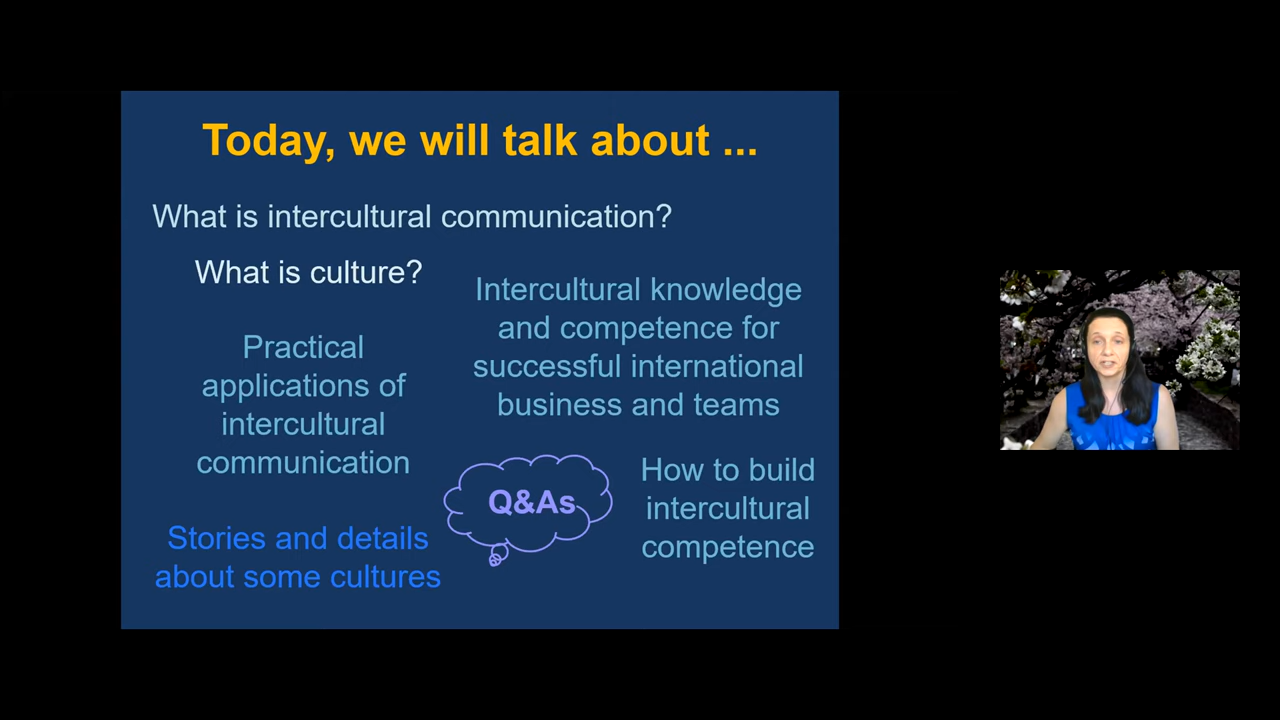 Today, we will talk about ...
What is intercultural communication?
What is culture?
Intercultural knowledge
and competence for
successful international
business and teams
Practical
applications of
intercultural
communication
Q&As
How to build
intercultural
competence
Stories and details
about some cultures